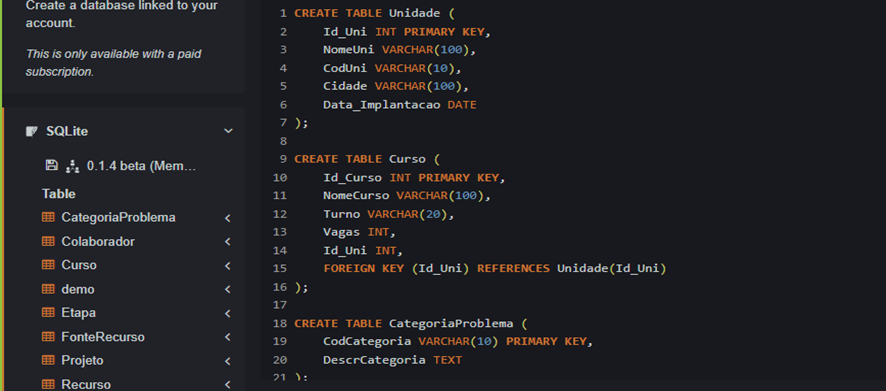 Create a database linked to your
account.
This is only available with a paid
subscription.
SQLite
0.1.4 beta (Mem...
Table
CategoriaProblema
Colaborador
Curso
demo
Etapa
FonteRecurso
Projeto
Recurso
1 CREATE TABLE Unidade (
2 Id_Uni INT PRIMARY KEY,
3 NomeUni VARCHAR(100),
4 CodUni VARCHAR(10),
5 Cidade VARCHAR(100),
6 Data_Implantacao DATE
7 );
8
9 CREATE TABLE Curso (
10 Id_Curso INT PRIMARY KEY,
11 NomeCurso VARCHAR(100),
12 Turno VARCHAR(20),
13 Vagas INT,
14 Id_Uni INT,
15 FOREIGN KEY (Id_Uni) REFERENCES Unidade(Id_Uni)
16 );
17
18 CREATE TABLE CategoriaProblema (
19 CodCategoria VARCHAR(10) PRIMARY KEY,
20 DescrCategoria TEXT
21 );